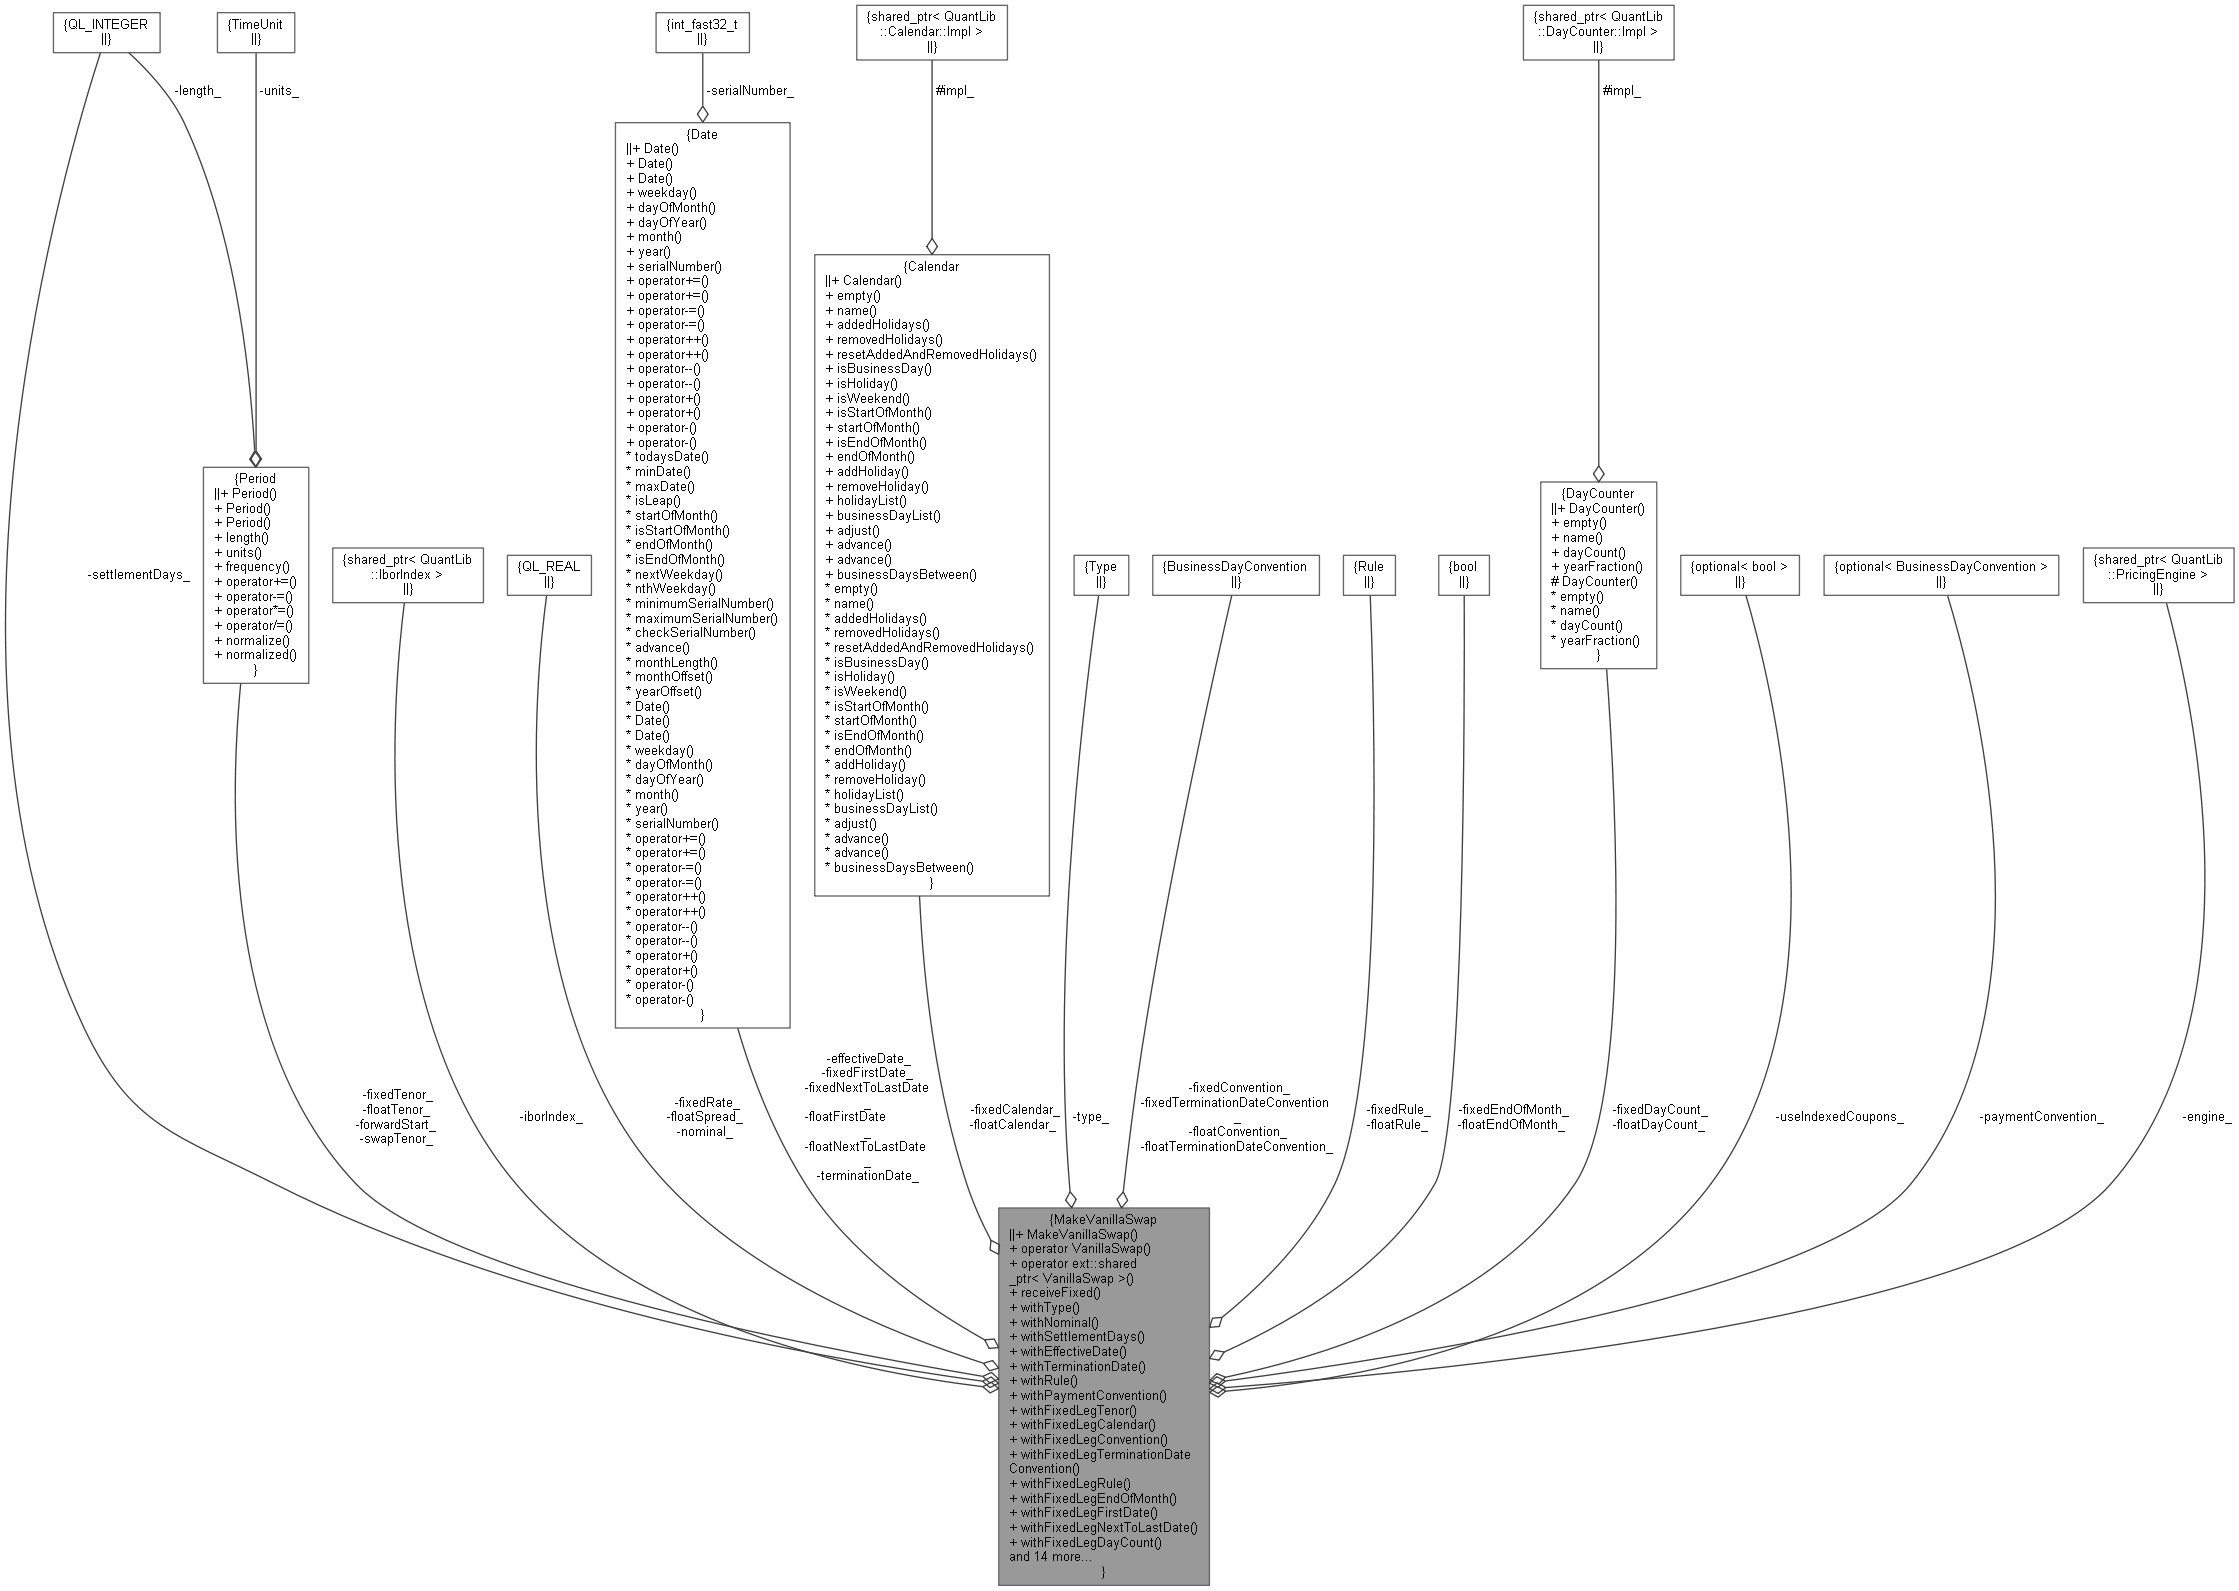 {QL_INTEGER
||}
{TimeUnit
||}
{int_fast32_t
||}
{shared_ptr< QuantLib
::Calendar::Impl >
||}
{shared_ptr< QuantLib
::DayCounter::Impl >
||}
-length_
-units_
-serialNumber_
#impl_
#impl_
{Date
||+ Date()
+ Date()
+ Date()
+ weekday()
+ dayOfMonth()
+ dayOfYear()
+ month()
+ year()
+ serialNumber()
+ operator+=()
+ operator+=()
+ operator-=()
+ operator-=()
+ operator++()
+ operator++()
+ operator--()
+ operator--()
+ operator+()
+ operator+()
+ operator-()
+ operator-()
* todaysDate()
* minDate()
* maxDate()
* isLeap()
* startOfMonth()
* isStartOfMonth()
* endOfMonth()
* isEndOfMonth()
* nextWeekday()
* nthWeekday()
* minimumSerialNumber()
* maximumSerialNumber()
* checkSerialNumber()
* advance()
* monthLength()
* monthOffset()
* yearOffset()
* Date()
* Date()
* Date()
* weekday()
* dayOfMonth()
* dayOfYear()
* month()
* year()
* serialNumber()
* operator+=()
* operator+=()
* operator-=()
* operator-=()
* operator++()
* operator++()
* operator--()
* operator--()
* operator+()
* operator+()
* operator-()
* operator-()
}
{Calendar
||+ Calendar()
+ empty()
+ name()
+ addedHolidays()
+ removedHolidays()
+ resetAddedAndRemovedHolidays()
+ isBusinessDay()
+ isHoliday()
+ isWeekend()
+ isStartOfMonth()
+ startOfMonth()
+ isEndOfMonth()
+ endOfMonth()
+ addHoliday()
+ removeHoliday()
+ holidayList()
+ businessDayList()
+ adjust()
+ advance()
+ advance()
+ businessDaysBetween()
* empty()
* name()
* addedHolidays()
* removedHolidays()
* resetAddedAndRemovedHolidays()
* isBusinessDay()
* isHoliday()
* isWeekend()
* isStartOfMonth()
* startOfMonth()
* isEndOfMonth()
* endOfMonth()
* addHoliday()
* removeHoliday()
* holidayList()
* businessDayList()
* adjust()
* advance()
* advance()
* businessDaysBetween()
}
{Period
||+ Period()
+ Period()
+ Period()
+ length()
+ units()
+ frequency()
+ operator+=()
+ operator-=()
+ operator*=()
+ operator/=()
+ normalize()
+ normalized()
}
-settlementDays_
{shared_ptr< QuantLib
::IborIndex >
||}
{QL_REAL
||}
{Type
||}
{BusinessDayConvention
||}
{Rule
||}
{bool
||}
{DayCounter
||+ DayCounter()
+ empty()
+ name()
+ dayCount()
+ yearFraction()
# DayCounter()
* empty()
* name()
* dayCount()
* yearFraction()
}
{optional< bool >
||}
{optional< BusinessDayConvention >
||}
{shared_ptr< QuantLib
::PricingEngine >
||}
-fixedTenor_
-floatTenor_
-forwardStart_
-swapTenor_
-iborIndex_
-fixedRate_
-floatSpread_
-nominal_
-effectiveDate_
-fixedFirstDate_
-fixedNextToLastDate
_
-floatFirstDate
_
-floatNextToLastDate
_
-terminationDate_
-fixedCalendar_
-floatCalendar_
-type_
-fixedConvention_
-fixedTerminationDateConvention
_
-floatConvention_
-floatTerminationDateConvention_
-fixedRule_
-floatRule_
-fixedEndOfMonth_
-floatEndOfMonth_
-fixedDayCount_
-floatDayCount_
-useIndexedCoupons_
-paymentConvention_
-engine_
{MakeVanillaSwap
||+ MakeVanillaSwap()
+ operator VanillaSwap()
+ operator ext::shared
_ptr< VanillaSwap >()
+ receiveFixed()
+ withType()
+ withNominal()
+ withSettlementDays()
+ withEffectiveDate()
+ withTerminationDate()
+ withRule()
+ withPaymentConvention()
+ withFixedLegTenor()
+ withFixedLegCalendar()
+ withFixedLegConvention()
+ withFixedLegTerminationDate
Convention()
+ withFixedLegRule()
+ withFixedLegEndOfMonth()
+ withFixedLegFirstDate()
+ withFixedLegNextToLastDate()
+ withFixedLegDayCount()
and 14 more...
}